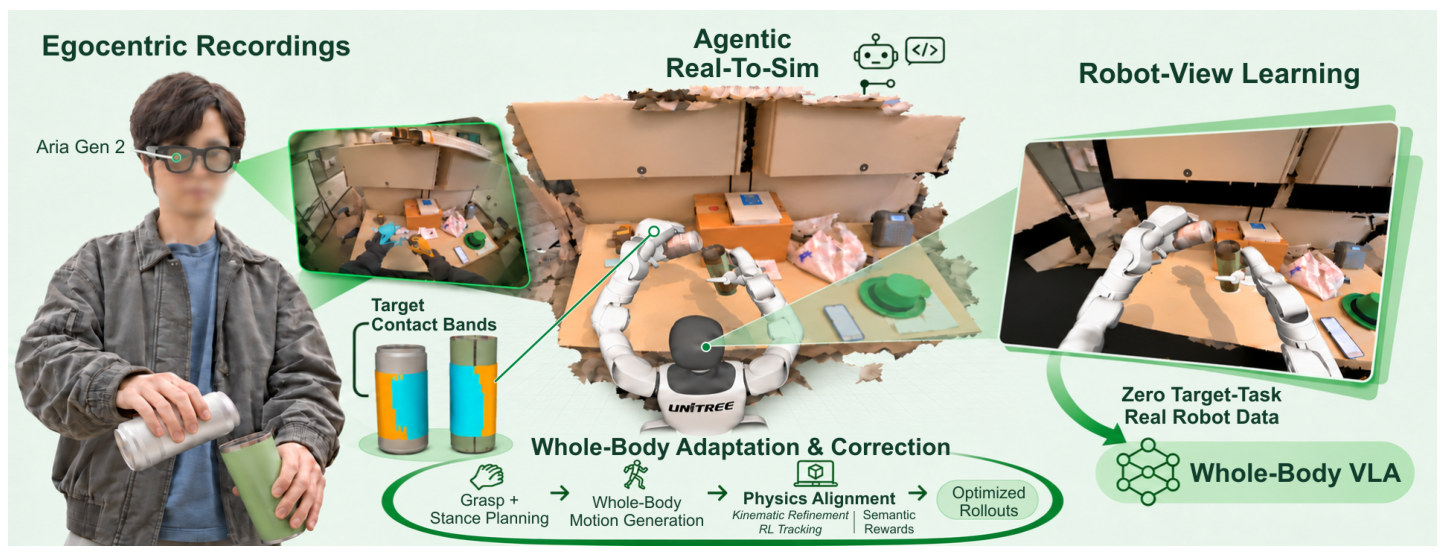 Egocentric Recordings
Aria Gen 2
Agentic
Real-To-Sim
</>
Robot-View Learning
Target
Contact Bands
UNITREE
Zero Target-Task
Real Robot Data
Whole-Body VLA
Whole-Body Adaptation & Correction
Grasp +
Stance Planning
Whole-Body
Motion Generation
Physics Alignment
Kinematic Refinement
RL Tracking
Semantic
Rewards
Optimized
Rollouts